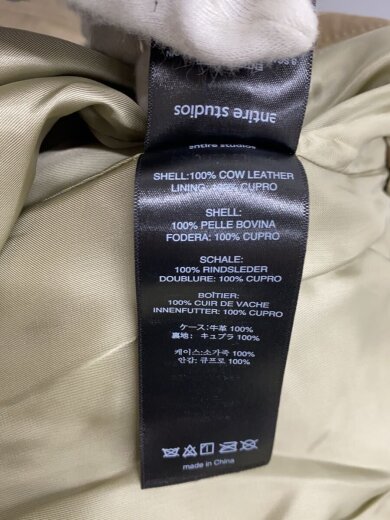 entire studios
entire studios
SHELL:100% COW LEATHER
LINING: 100% CUPRO
SHELL:
100% PELLE BOVINA
FODERA: 100% CUPRO
SCHALE:
100% RINDSLEDER
DOUBLURE: 100% CUPRO
BOÎTIER:
100% CUIR DE VACHE
INNENFUTTER: 100% CUPRO
ケース：牛革 100%
裏地： キュプラ 100%
케이스:소가죽 100%
안감: 큐프로 100%
made in China